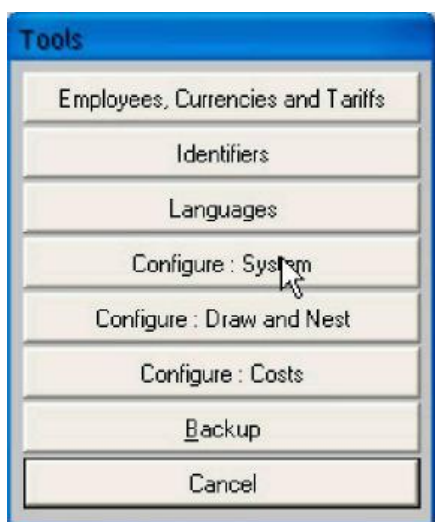 Tools
Employees, Currencies and Tariffs
Identifiers
Languages
Configure : System
Configure : Draw and Nest
Configure : Costs
Backup
Cancel